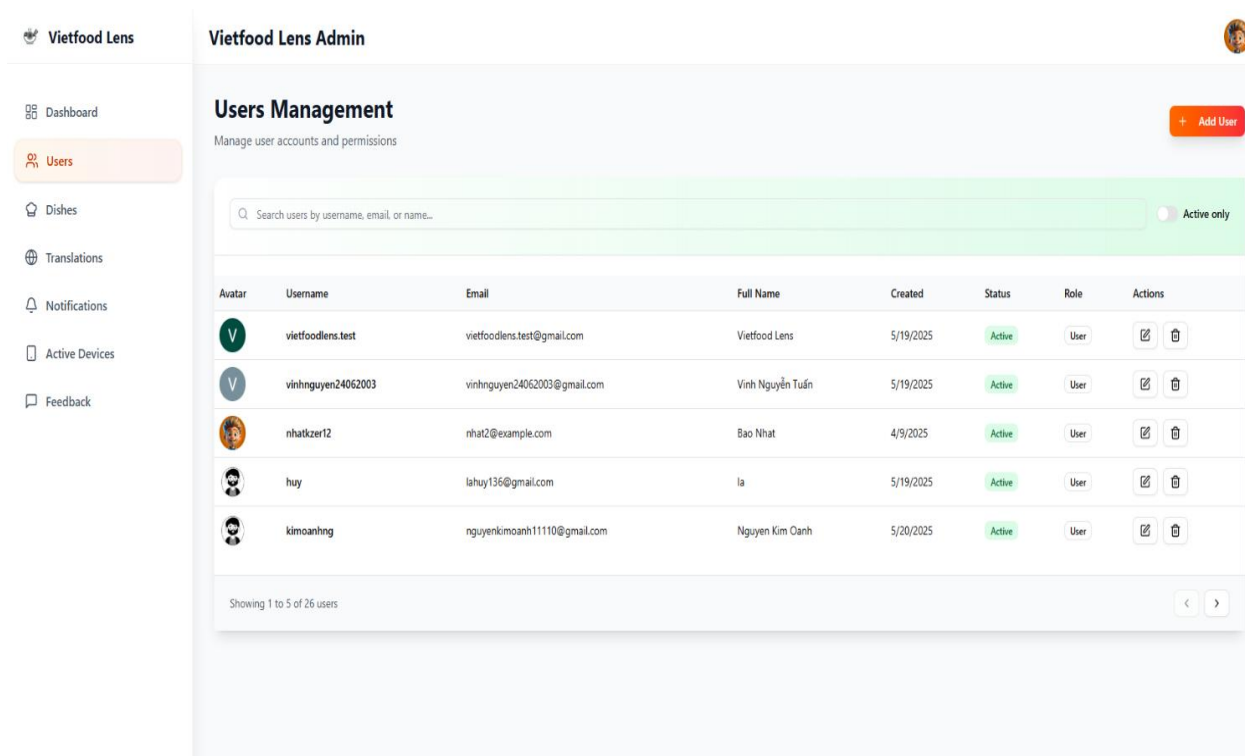 Vietfood Lens
Vietfood Lens Admin
Dashboard
Users
Dishes
Translations
Notifications
Active Devices
Feedback
Users Management
Manage user accounts and permissions
+ Add User
Search users by username, email, or name...
Active only
Avatar Username Email Full Name Created Status Role Actions
V vietfoodlens.test vietfoodlens.test@gmail.com Vietfood Lens 5/19/2025 Active User
V vinhnguyen24062003 vinhnguyen24062003@gmail.com Vinh Nguyễn Tuấn 5/19/2025 Active User
nhatkzer12 nhat2@example.com Bao Nhat 4/9/2025 Active User
huy lahuy136@gmail.com la 5/19/2025 Active User
kimoanhng nguyenkimoanh11110@gmail.com Nguyen Kim Oanh 5/20/2025 Active User
Showing 1 to 5 of 26 users